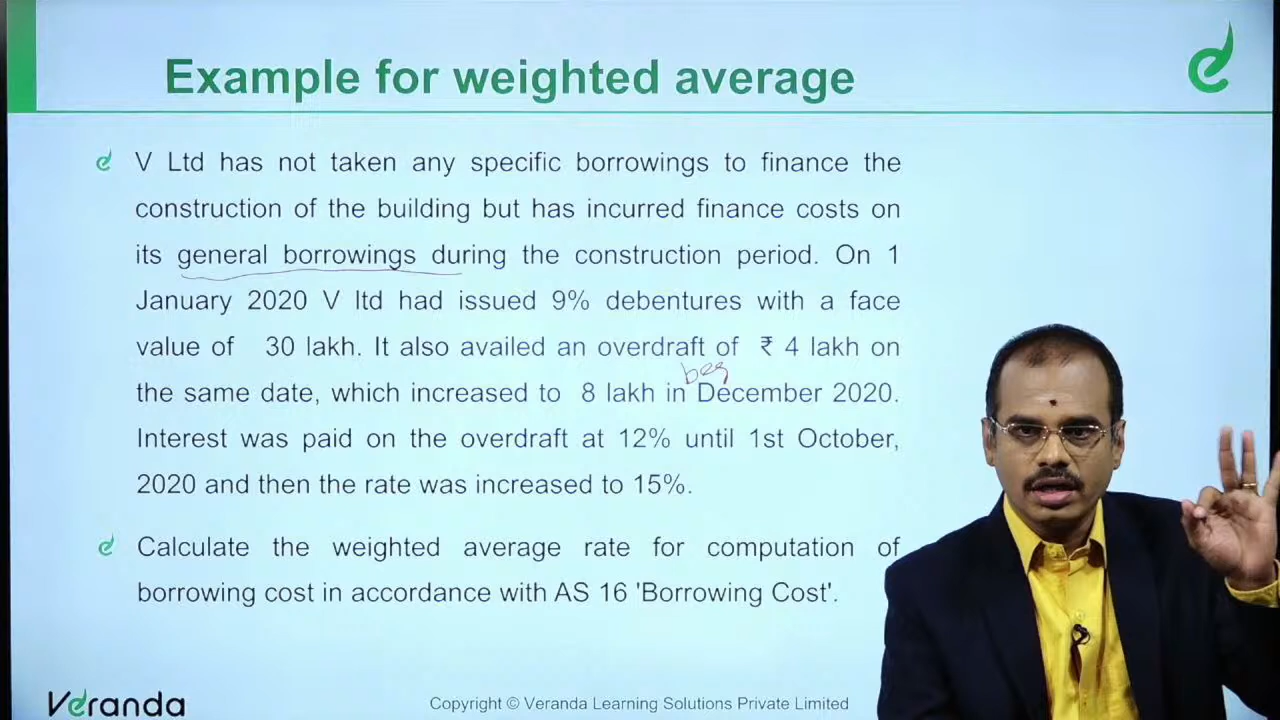 Example for weighted average
V Ltd has not taken any specific borrowings to finance the
construction of the building but has incurred finance costs on
its general borrowings during the construction period. On 1
January 2020 V ltd had issued 9% debentures with a face
value of 30 lakh. It also availed an overdraft of ₹ 4 lakh on
beg
the same date, which increased to 8 lakh in December 2020.
Interest was paid on the overdraft at 12% until 1st October,
2020 and then the rate was increased to 15%.
Calculate the weighted average rate for computation of
borrowing cost in accordance with AS 16 'Borrowing Cost'.
Veranda
Copyright © Veranda Learning Solutions Private Limited